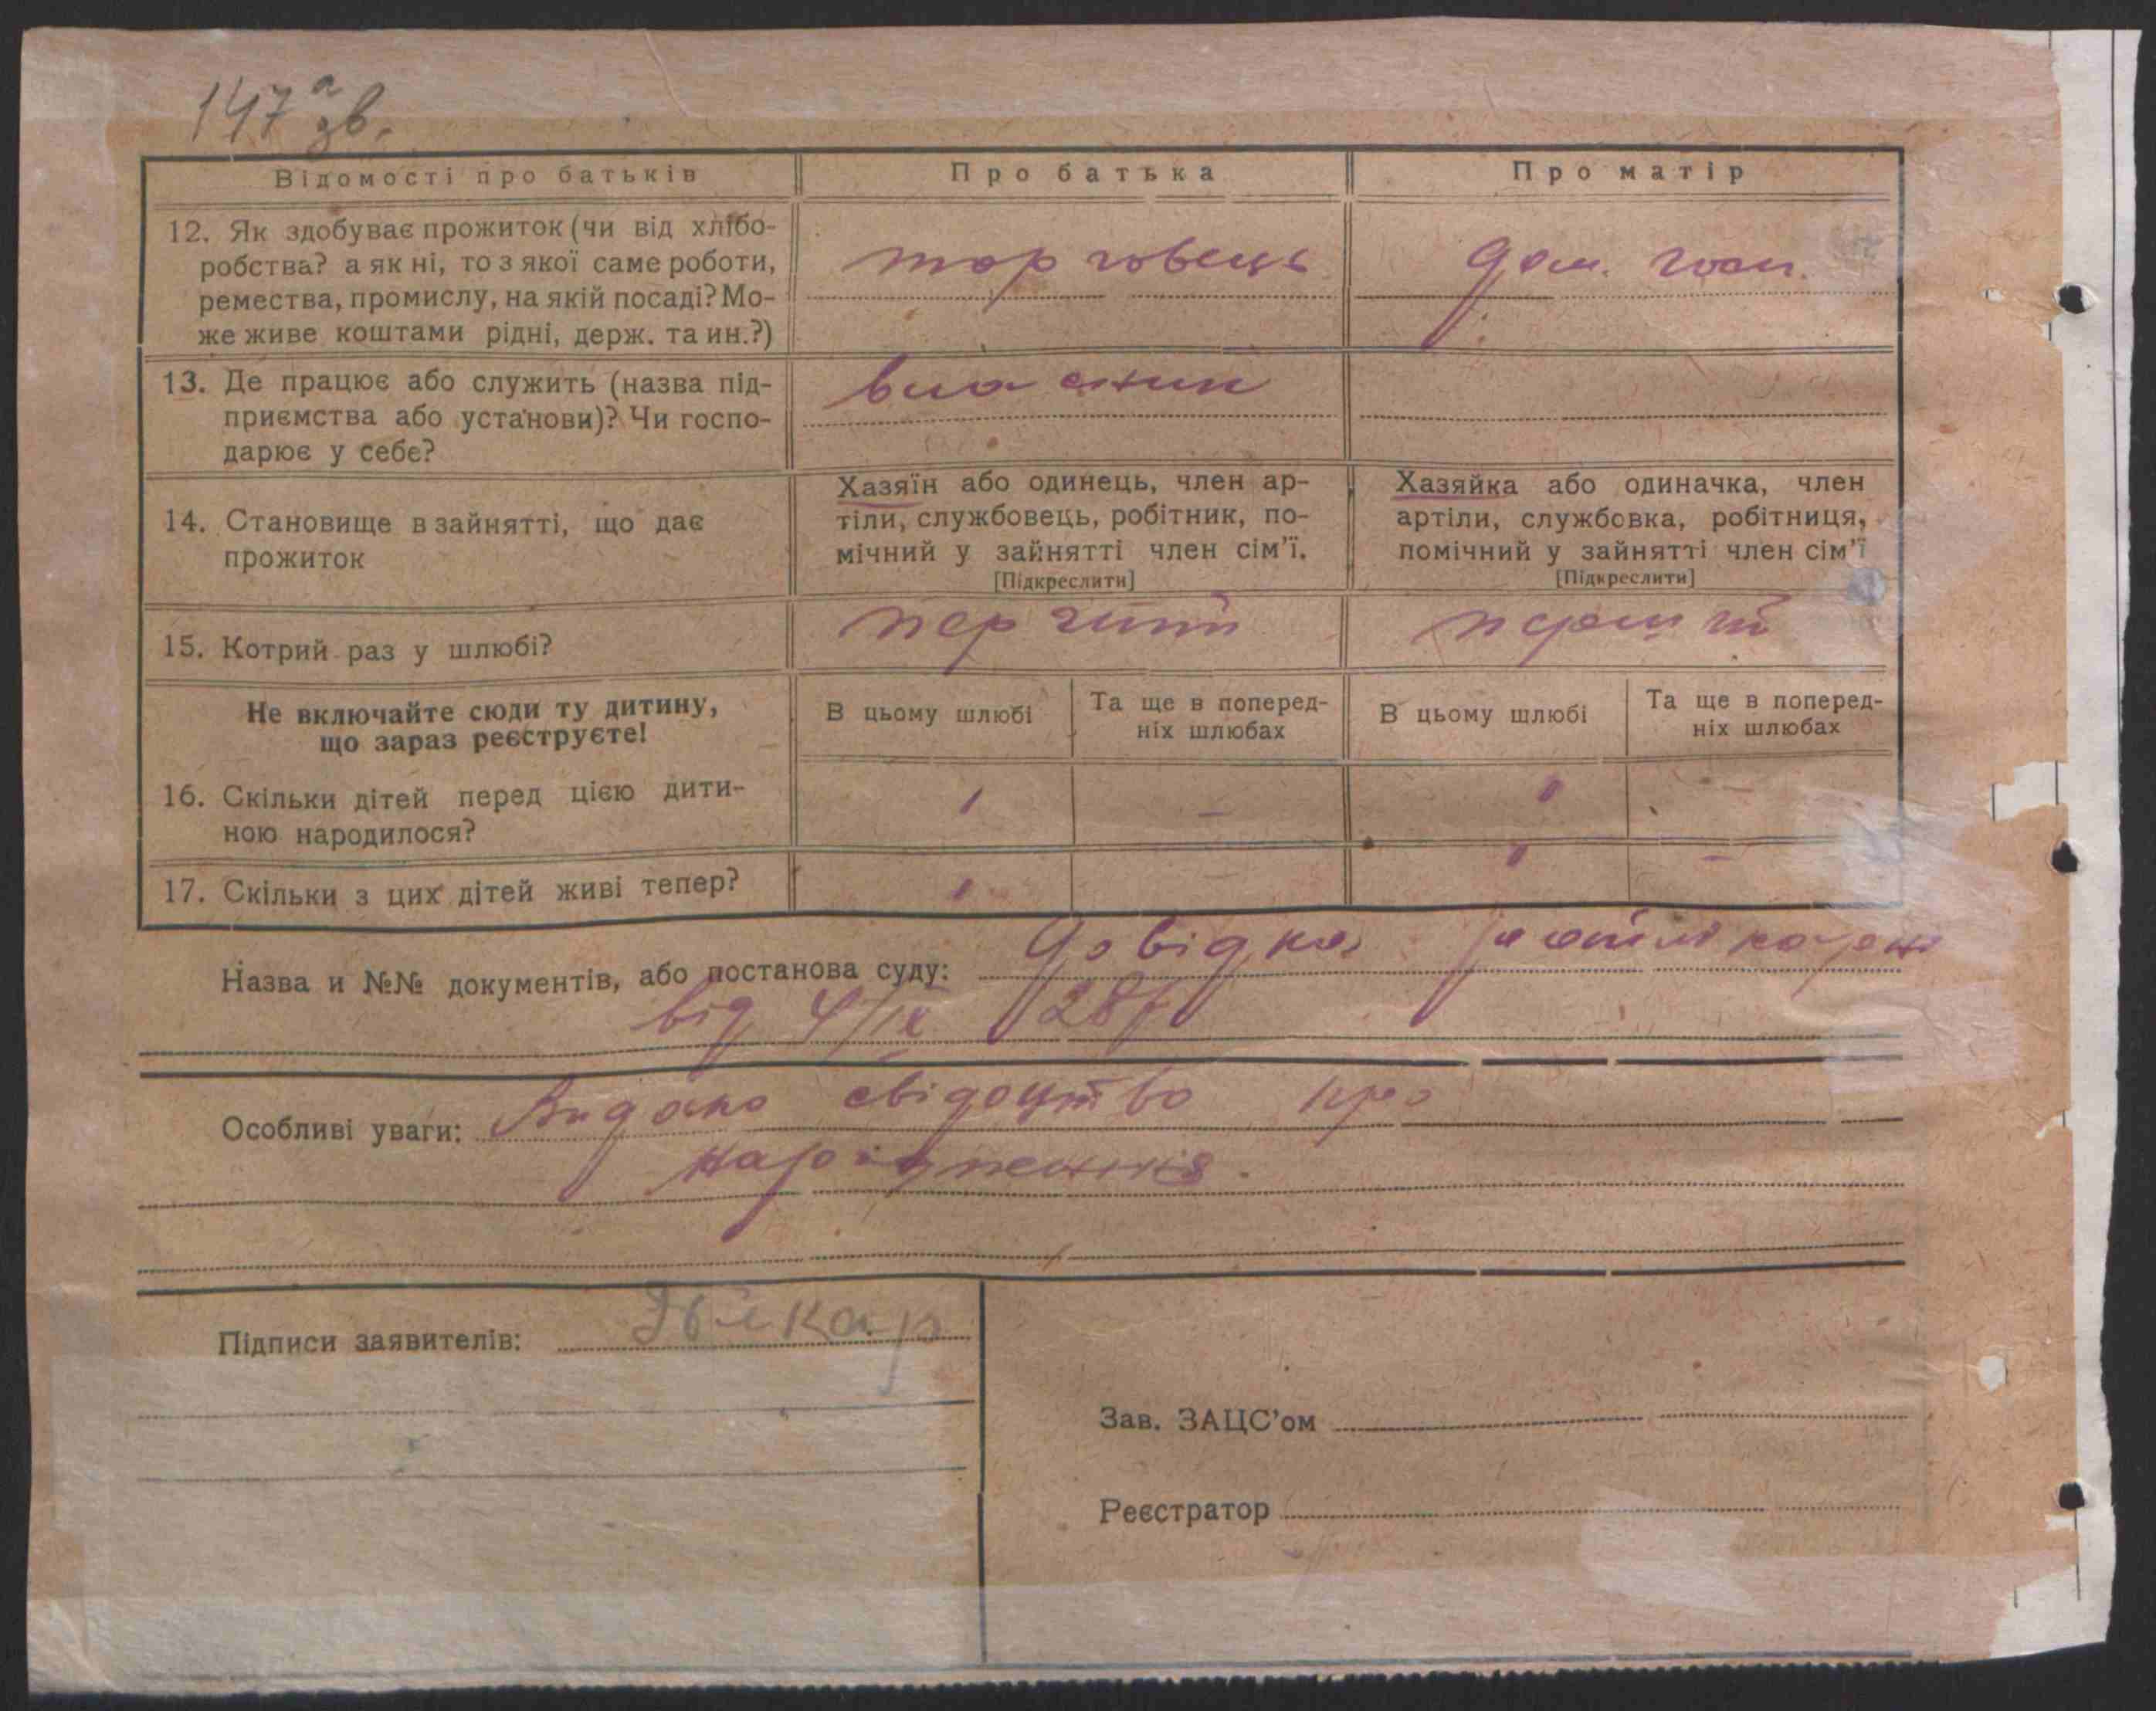 147а зв.
Відомості про батьків Про батька Про матір
12. Як здобуває прожиток (чи від хлібо-
робства? а як ні, то з якої саме роботи,
ремества, промислу, на якій посаді? Мо-
же живе коштами рідні, держ. та ин.?)
торговець дом. госп.
13. Де працює або служить (назва під-
приємства або установи)? Чи госпо-
дарює у себе?
власник
14. Становище в зайнятті, що дає
прожиток
Хазяїн або одинець, член ар-
тіли, службовець, робітник, по-
мічний у зайнятті член сім'ї.
[Підкреслити]
Хазяйка або одиначка, член
артіли, службовка, робітниця,
помічний у зайнятті член сім'ї
[Підкреслити]
15. Котрий раз у шлюбі?
перший
Не включайте сюди ту дитину,
що зараз реєструєте!
В цьому шлюбі Та ще в поперед-
ніх шлюбах
В цьому шлюбі Та ще в поперед-
ніх шлюбах
16. Скільки дітей перед цією дити-
ною народилося?
1 - 1
17. Скільки з цих дітей живі тепер?
1 - 1 -
Назва и №№ документів, або постанова суду: Довідка
від 4/IX 28р
Особливі уваги: Видано свідоцтво про
народження.
Підписи заявителів:
Зав. ЗАЦС'ом
Реєстратор